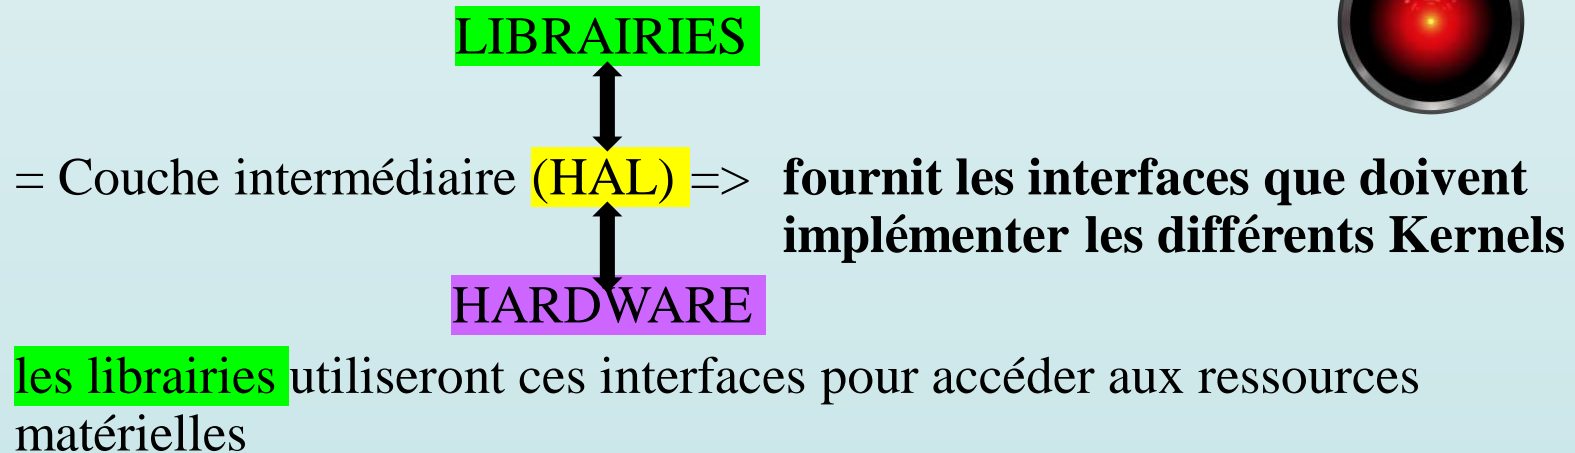 LIBRAIRIES
= Couche intermédiaire (HAL) => fournit les interfaces que doivent
implémenter les différents Kernels
HARDWARE
les librairies utiliseront ces interfaces pour accéder aux ressources
matérielles